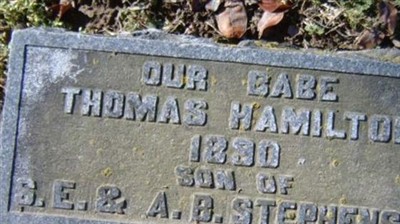 OUR BABE
THOMAS HAMILTON
1890
SON OF
S.E. & A.B. STEPHENS